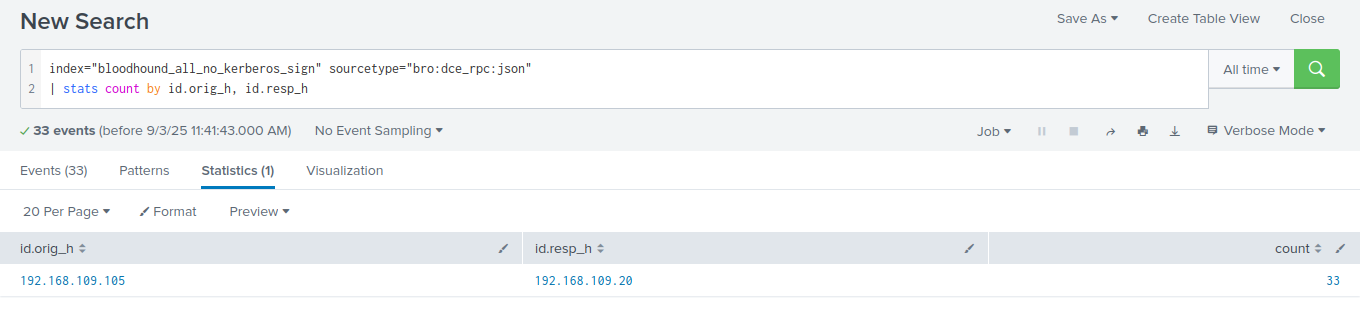 New Search
Save As Create Table View Close
1 index="bloodhound_all_no_kerberos_sign" sourcetype="bro:dce_rpc:json"
2 | stats count by id.orig_h, id.resp_h
All time
33 events (before 9/3/25 11:41:43.000 AM) No Event Sampling Job Verbose Mode
Events (33) Patterns Statistics (1) Visualization
20 Per Page Format Preview
id.orig_h id.resp_h count
192.168.109.105 192.168.109.20 33